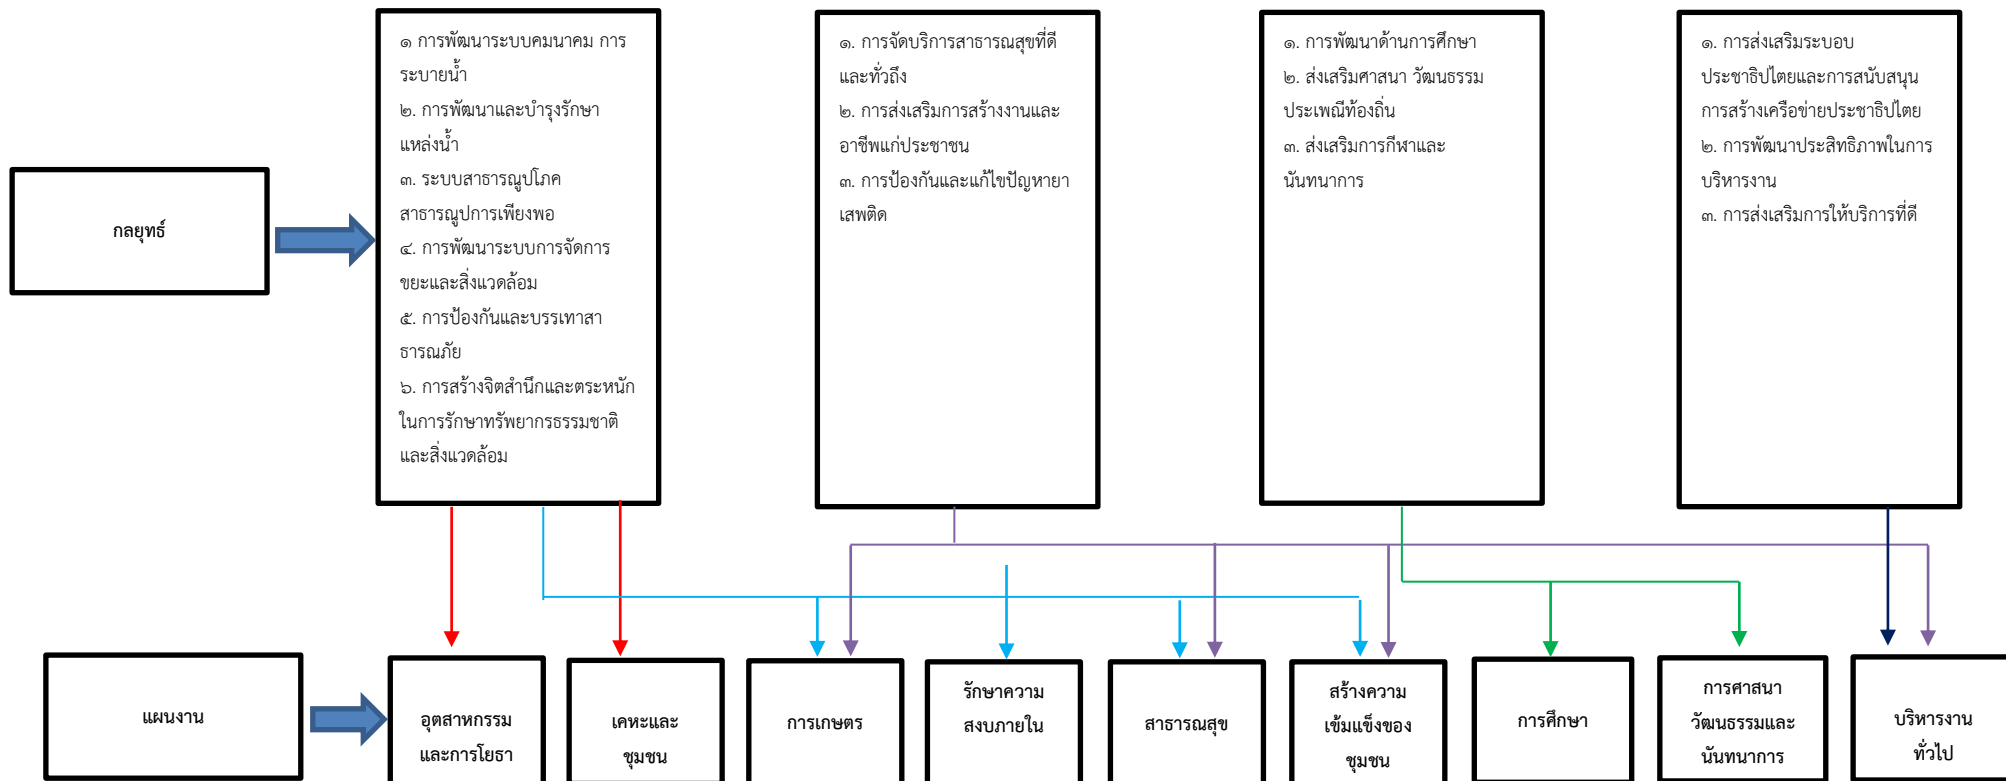 กลยุทธ์
๑ การพัฒนาระบบคมนาคม การ
ระบายน้ำ
๒. การพัฒนาและบำรุงรักษา
แหล่งน้ำ
๓. ระบบสาธารณูปโภค
สาธารณูปการเพียงพอ
๔. การพัฒนาระบบการจัดการ
ขยะและสิ่งแวดล้อม
๕. การป้องกันและบรรเทาสา
ธารณภัย
๖. การสร้างจิตสำนึกและตระหนัก
ในการรักษาทรัพยากรธรรมชาติ
และสิ่งแวดล้อม
๑. การจัดบริการสาธารณสุขที่ดี
และทั่วถึง
๒. การส่งเสริมการสร้างงานและ
อาชีพแก่ประชาชน
๓. การป้องกันและแก้ไขปัญหายา
เสพติด
๑. การพัฒนาด้านการศึกษา
๒. ส่งเสริมศาสนา วัฒนธรรม
ประเพณีท้องถิ่น
๓. ส่งเสริมการกีฬาและ
นันทนาการ
๑. การส่งเสริมระบอบ
ประชาธิปไตยและการสนับสนุน
การสร้างเครือข่ายประชาธิปไตย
๒. การพัฒนาประสิทธิภาพในการ
บริหารงาน
๓. การส่งเสริมการให้บริการที่ดี
แผนงาน
อุตสาหกรรม
และการโยธา
เคหะและ
ชุมชน
การเกษตร
รักษาความ
สงบภายใน
สาธารณสุข
สร้างความ
เข้มแข็งของ
ชุมชน
การศึกษา
การศาสนา
วัฒนธรรมและ
นันทนาการ
บริหารงาน
ทั่วไป